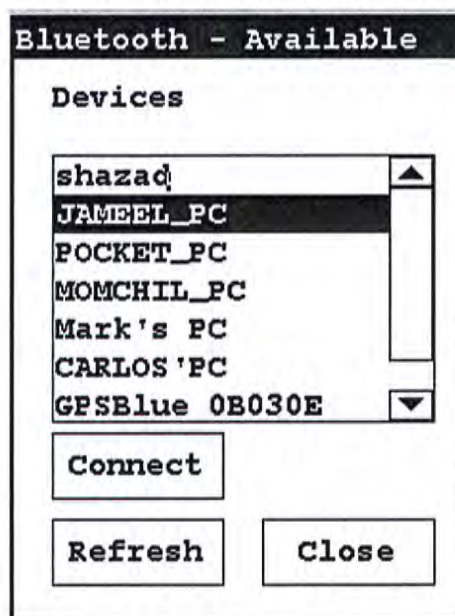 Bluetooth - Available
Devices
shazad
JAMEEL_PC
POCKET_PC
MOMCHIL_PC
Mark's PC
CARLOS'PC
GPSBlue 0B030E
Connect
Refresh Close